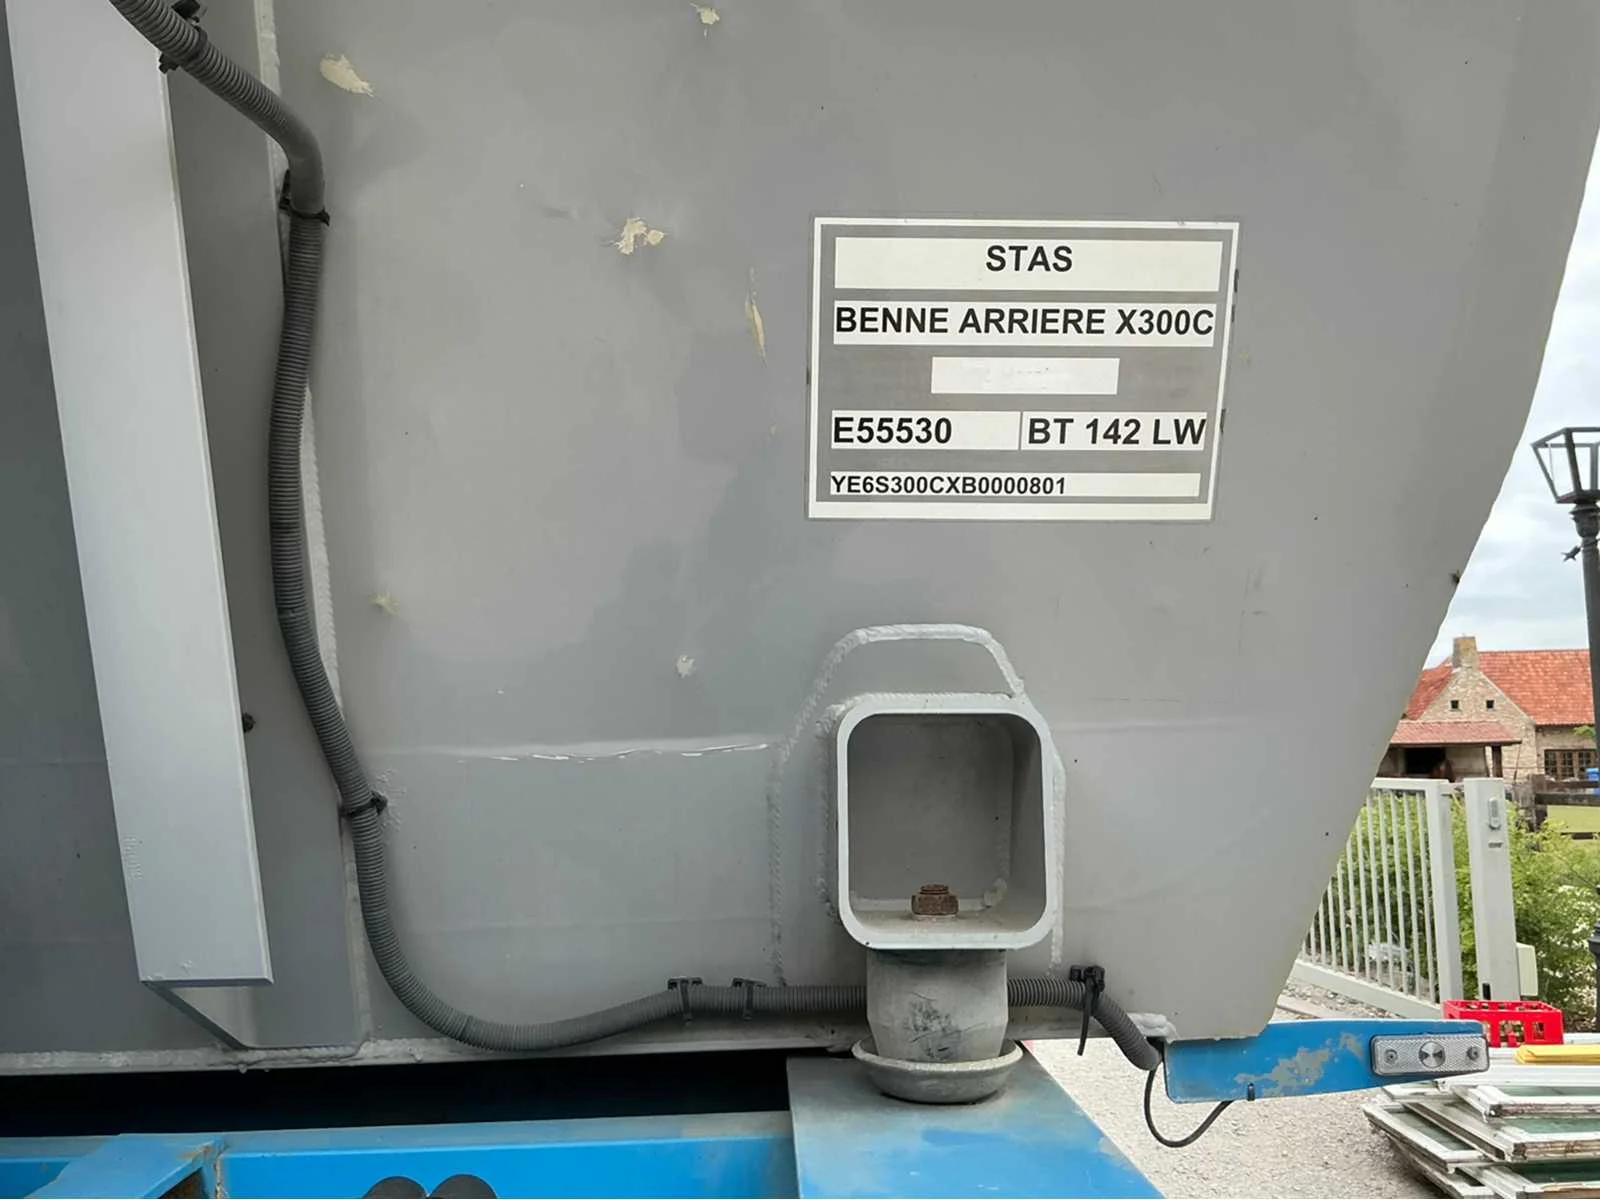 STAS
BENNE ARRIERE X300C
E55530 BT 142 LW
YE6S300CXB0000801